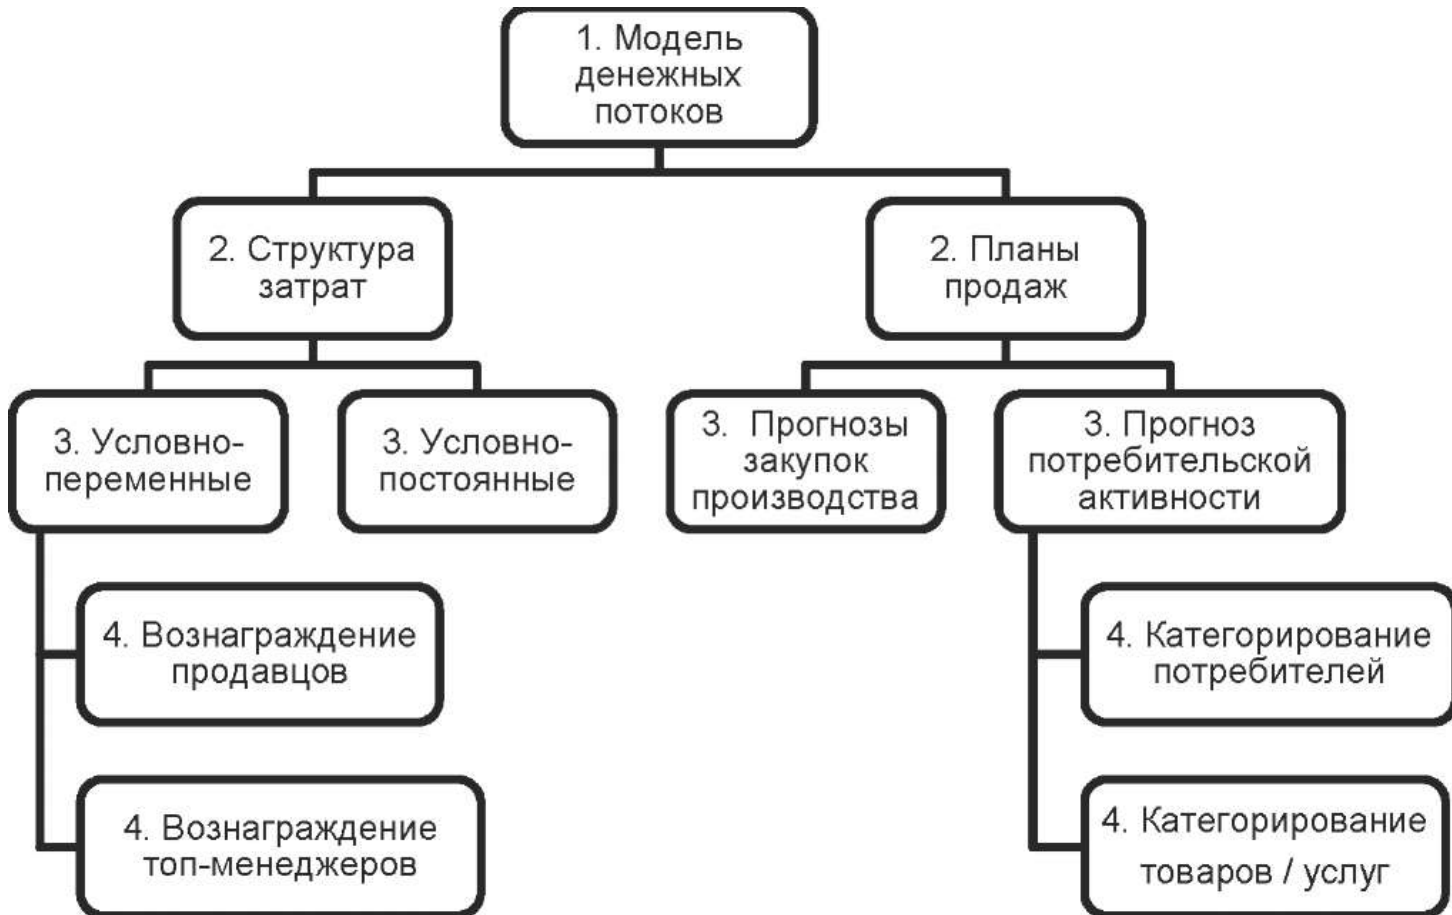 1. Модель
денежных
потоков
2. Структура
затрат
2. Планы
продаж
3. Условно-
переменные
3. Условно-
постоянные
3. Прогнозы
закупок
производства
3. Прогноз
потребительской
активности
4. Вознаграждение
продавцов
4. Категорирование
потребителей
4. Вознаграждение
топ-менеджеров
4. Категорирование
товаров / услуг